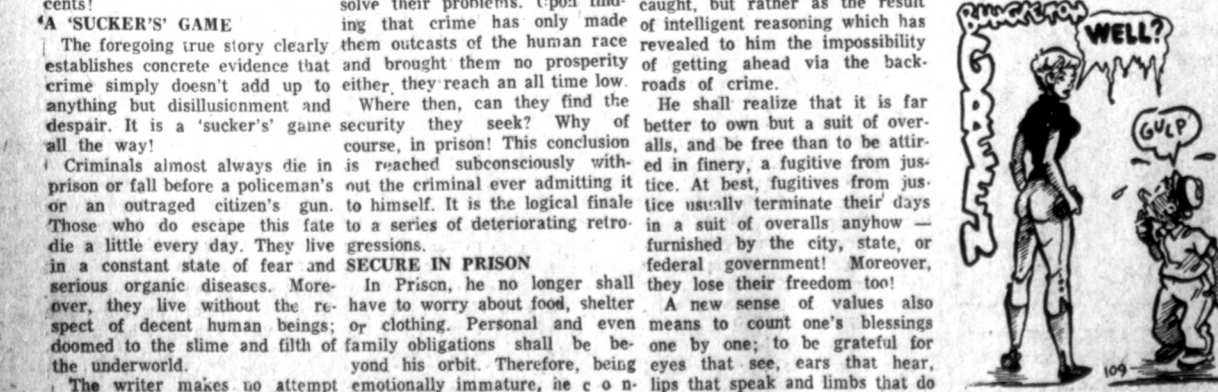 cents!
A 'SUCKER'S' GAME
The foregoing true story clearly
establishes concrete evidence that
crime simply doesn't add up to
anything but disillusionment and
despair. It is a 'sucker's' game
all the way!
Criminals almost always die in
prison or fall before a policeman's
or an outraged citizen's gun.
Those who do escape this fate
die a little every day. They live
in a constant state of fear and
serious organic diseases. More-
over, they live without the re-
spect of decent human beings;
doomed to the slime and filth of
the underworld.
The writer makes no attempt
solve their problems. Upon find-
ing that crime has only made
them outcasts of the human race
and brought them no prosperity
either, they reach an all time low.
Where then, can they find the
security they seek? Why of
course, in prison! This conclusion
is reached subconsciously with-
out the criminal ever admitting it
to himself. It is the logical finale
to a series of deteriorating retro-
gressions.
SECURE IN PRISON
In Prison, he no longer shall
have to worry about food, shelter
or clothing. Personal and even
family obligations shall be be-
yond his orbit. Therefore, being
emotionally immature, he con-
caught, but rather as the result
of intelligent reasoning which has
revealed to him the impossibility
of getting ahead via the back-
roads of crime.
He shall realize that it is far
better to own but a suit of over-
alls, and be free than to be attir-
ed in finery, a fugitive from jus-
tice. At best, fugitives from jus-
tice usually terminate their days
in a suit of overalls anyhow —
furnished by the city, state, or
federal government! Moreover,
they lose their freedom too!
A new sense of values also
means to count one's blessings
one by one; to be grateful for
eyes that see, ears that hear,
lips that speak and limbs that do
WELL?
GULP
109